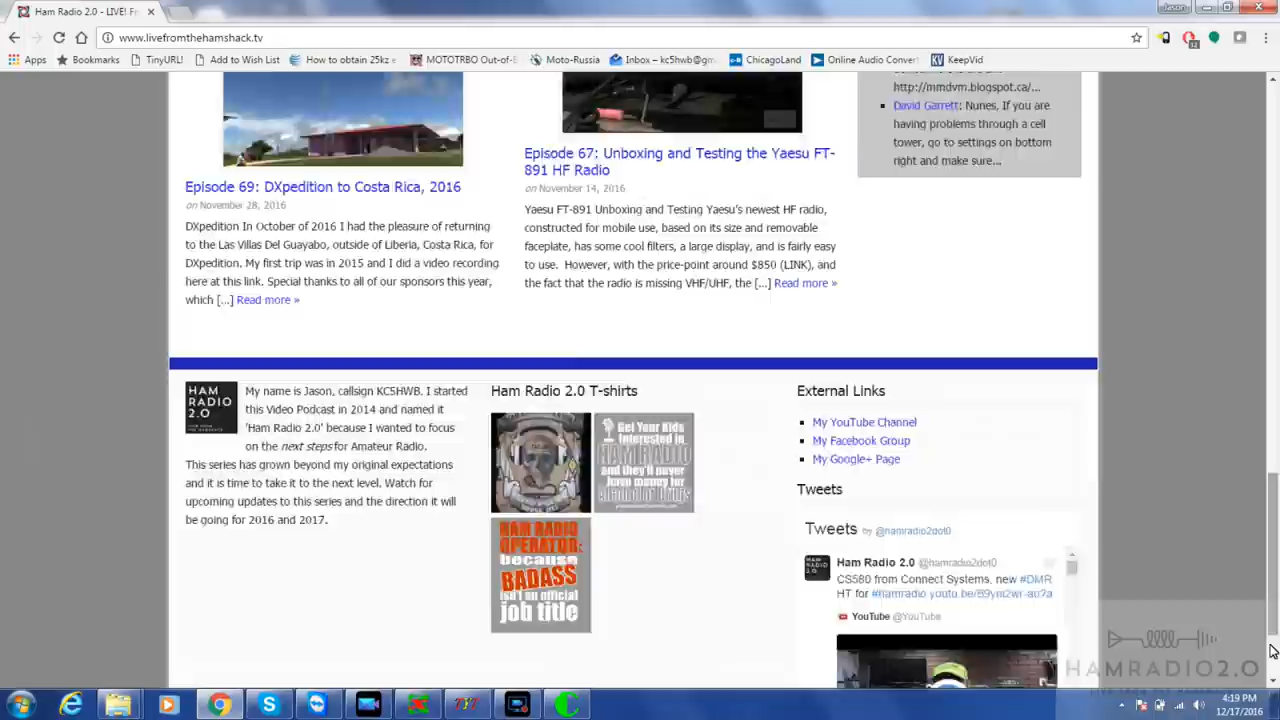 Ham Radio 2.0 - LIVE! Fr
Jason
www.livefromthehamshack.tv
Apps
Bookmarks
TinyURL!
Add to Wish List
How to obtain 25kz e
MOTOTRBO Out-of-B
Moto-Russia
Inbox – kc5hwb@gm
ChicagoLand
Online Audio Convert
KeepVid
http://mmdvm.blogspot.ca/...
David Garrett: Nunes, If you are
having problems through a cell
tower, go to settings on bottom
right and make sure...
Episode 69: DXpedition to Costa Rica, 2016
on November 28, 2016
DXpedition In October of 2016 I had the pleasure of returning
to the Las Villas Del Guayabo, outside of Liberia, Costa Rica, for
DXpedition. My first trip was in 2015 and I did a video recording
here at this link. Special thanks to all of our sponsors this year,
which [...] Read more »
Episode 67: Unboxing and Testing the Yaesu FT-
891 HF Radio
on November 14, 2016
Yaesu FT-891 Unboxing and Testing Yaesu's newest HF radio,
constructed for mobile use, based on its size and removable
faceplate, has some cool filters, a large display, and is fairly easy
to use. However, with the price-point around $850 (LINK), and
the fact that the radio is missing VHF/UHF, the [...] Read more »
HAM
RADIO
2.0
My name is Jason, callsign KC5HWB. I started
this Video Podcast in 2014 and named it
'Ham Radio 2.0' because I wanted to focus
on the next steps for Amateur Radio.
This series has grown beyond my original expectations
and it is time to take it to the next level. Watch for
upcoming updates to this series and the direction it will
be going for 2016 and 2017.
Ham Radio 2.0 T-shirts
Get Your Kids
Interested in
HAM RADIO
and they'll never
have money for
HAM RADIO
OPERATOR:
because
BADASS
isn't an official
job title
External Links
My YouTube Channel
My Facebook Group
My Google+ Page
Tweets
Tweets by @hamradio2dot0
Ham Radio 2.0 @hamradio2dot0
CS580 from Connect Systems, new #DMR
HT for #hamradio
YouTube @YouTube
HAMRADIO2.0
4:19 PM
12/17/2016